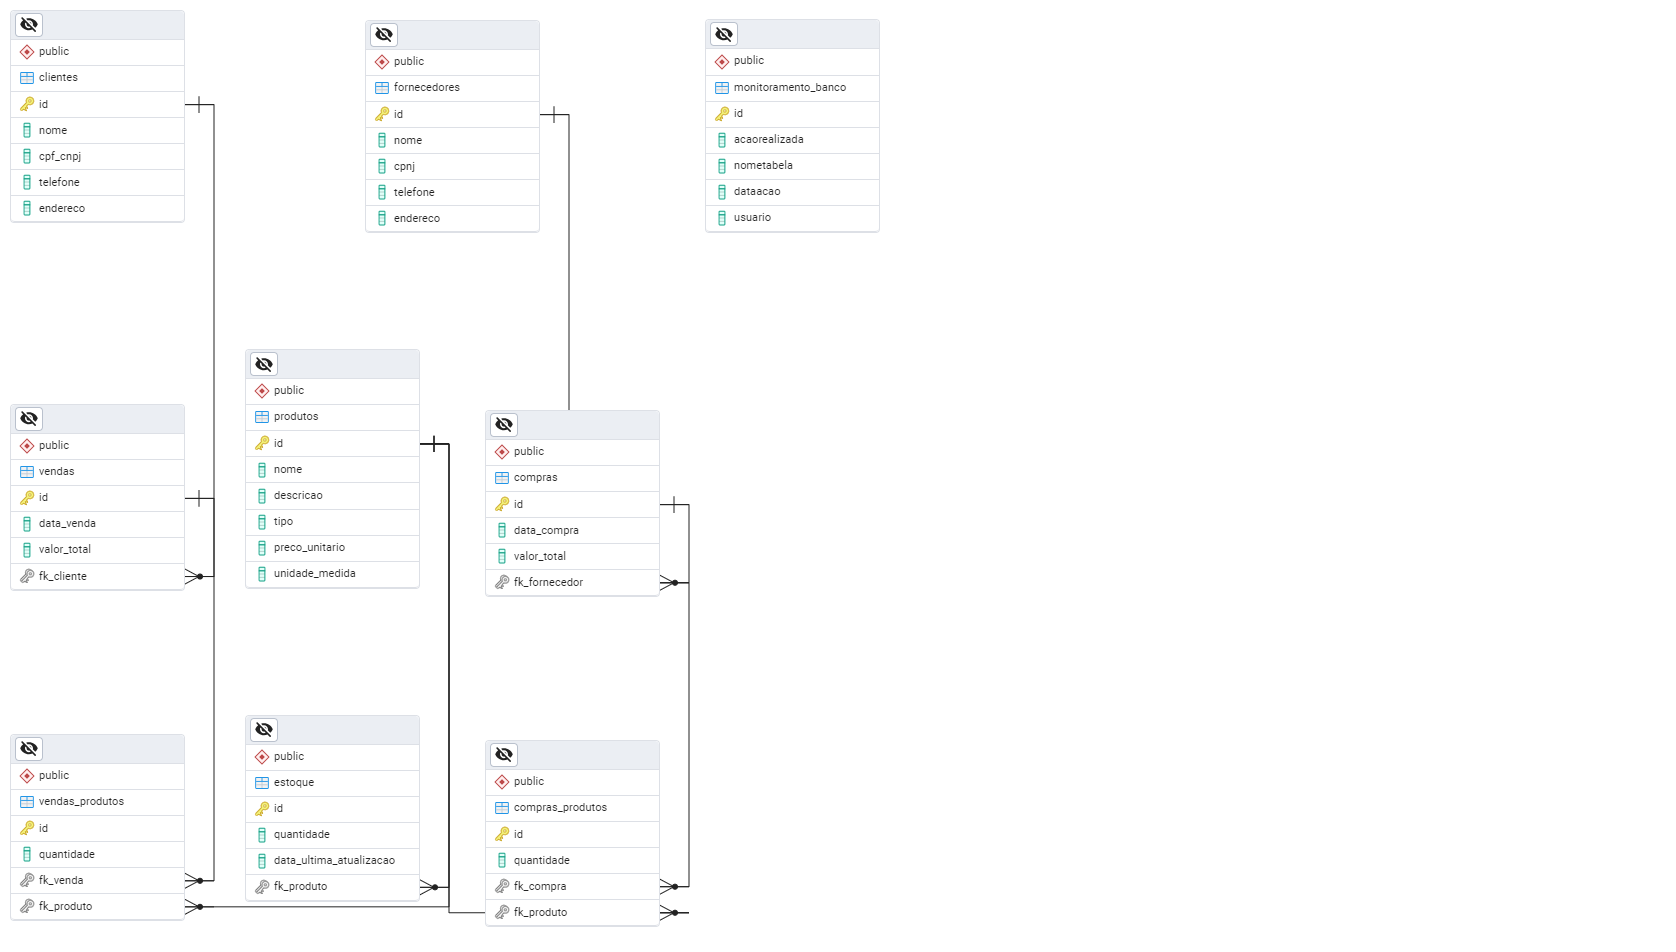 public
clientes
id
nome
cpf_cnpj
telefone
endereco
public
fornecedores
id
nome
cpnj
telefone
endereco
public
monitoramento_banco
id
acaorealizada
nometabela
dataacao
usuario
public
produtos
id
nome
descricao
tipo
preco_unitario
unidade_medida
public
vendas
id
data_venda
valor_total
fk_cliente
public
compras
id
data_compra
valor_total
fk_fornecedor
public
vendas_produtos
id
quantidade
fk_venda
fk_produto
public
estoque
id
quantidade
data_ultima_atualizacao
fk_produto
public
compras_produtos
id
quantidade
fk_compra
fk_produto